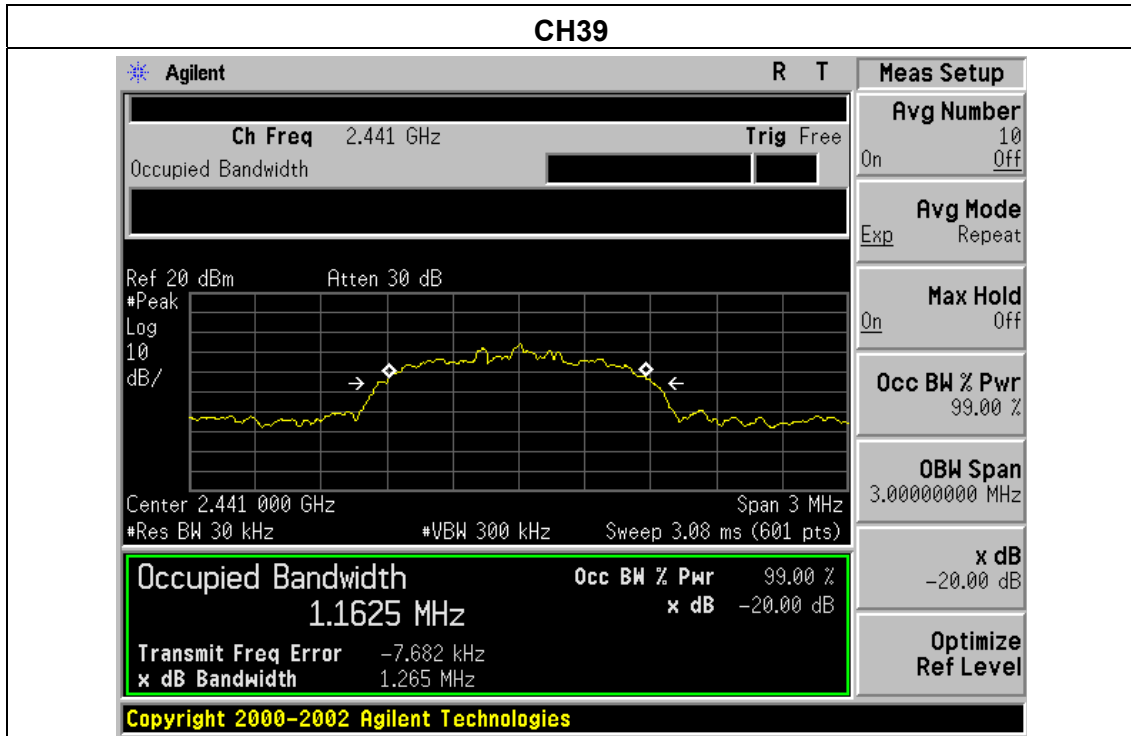 CH39
Agilent R T Meas Setup
Ch Freq 2.441 GHz Trig Free
Occupied Bandwidth
Avg Number
10
On Off
Avg Mode
Exp Repeat
Max Hold
On Off
Occ BW % Pwr
99.00 %
OBW Span
3.00000000 MHz
x dB
-20.00 dB
Optimize
Ref Level
Ref 20 dBm Atten 30 dB
#Peak
Log
10
dB/
Center 2.441 000 GHz Span 3 MHz
#Res BW 30 kHz #VBW 300 kHz Sweep 3.08 ms (601 pts)
Occupied Bandwidth Occ BW % Pwr 99.00 %
1.1625 MHz x dB -20.00 dB
Transmit Freq Error -7.682 kHz
x dB Bandwidth 1.265 MHz
Copyright 2000-2002 Agilent Technologies